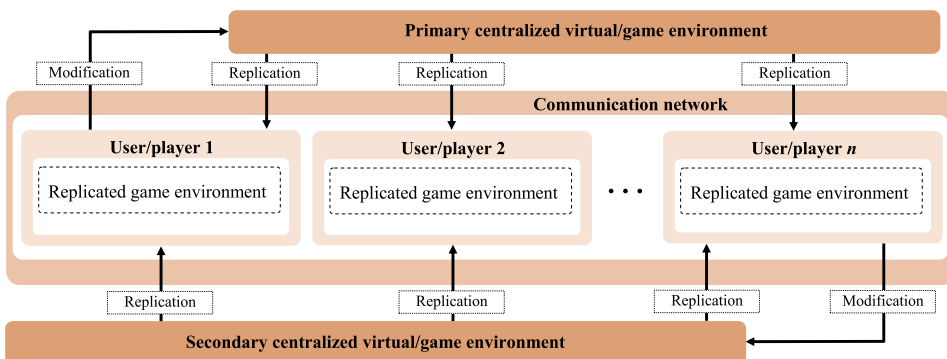 Primary centralized virtual/game environment
Modification
Replication
Replication
Replication
Communication network
User/player 1
User/player 2
User/player n
Replicated game environment
Replicated game environment
• • •
Replicated game environment
Replication
Replication
Replication
Modification
Secondary centralized virtual/game environment